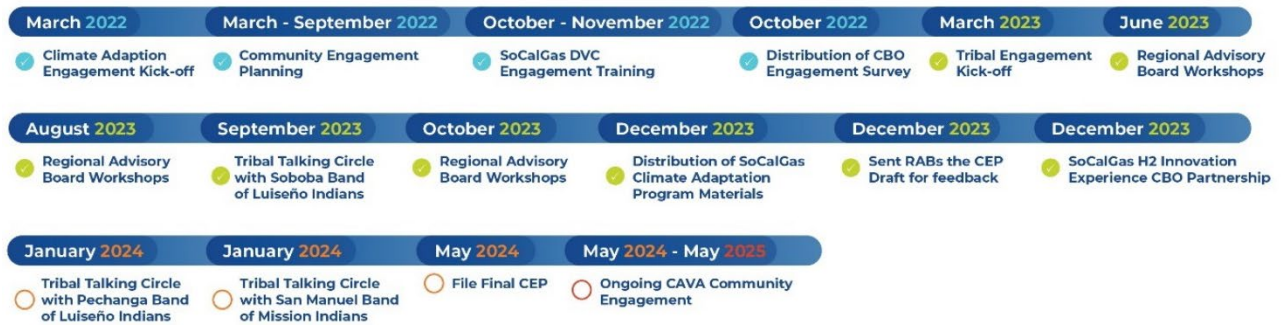 March 2022
March - September 2022
October - November 2022
October 2022
March 2023
June 2023
Climate Adaption
Engagement Kick-off
Community Engagement
Planning
SoCalGas DVC
Engagement Training
Distribution of CBO
Engagement Survey
Tribal Engagement
Kick-off
Regional Advisory
Board Workshops
August 2023
September 2023
October 2023
December 2023
December 2023
December 2023
Regional Advisory
Board Workshops
Tribal Talking Circle
with Soboba Band
of Luiseño Indians
Regional Advisory
Board Workshops
Distribution of SoCalGas
Climate Adaptation
Program Materials
Sent RABs the CEP
Draft for feedback
SoCalGas H2 Innovation
Experience CBO Partnership
January 2024
January 2024
May 2024
May 2024 - May 2025
Tribal Talking Circle
with Pechanga Band
of Luiseño Indians
Tribal Talking Circle
with San Manuel Band
of Mission Indians
File Final CEP
Ongoing CAVA Community
Engagement